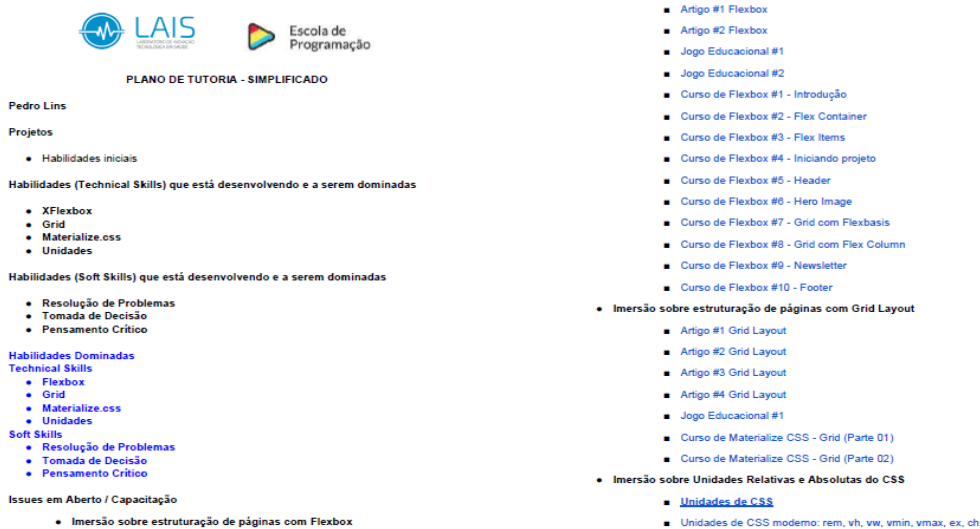 LAIS
LABORATÓRIO DE INOVAÇÃO
TECNOLÓGICA EM SAÚDE
Escola de
Programação
PLANO DE TUTORIA - SIMPLIFICADO
Pedro Lins
Projetos
● Habilidades iniciais
Habilidades (Technical Skills) que está desenvolvendo e a serem dominadas
● XFlexbox
● Grid
● Materialize.css
● Unidades
Habilidades (Soft Skills) que está desenvolvendo e a serem dominadas
● Resolução de Problemas
● Tomada de Decisão
● Pensamento Crítico
Habilidades Dominadas
Technical Skills
● Flexbox
● Grid
● Materialize.css
● Unidades
Soft Skills
● Resolução de Problemas
● Tomada de Decisão
● Pensamento Crítico
Issues em Aberto / Capacitação
● Imersão sobre estruturação de páginas com Flexbox
■ Artigo #1 Flexbox
■ Artigo #2 Flexbox
■ Jogo Educacional #1
■ Jogo Educacional #2
■ Curso de Flexbox #1 - Introdução
■ Curso de Flexbox #2 - Flex Container
■ Curso de Flexbox #3 - Flex Items
■ Curso de Flexbox #4 - Iniciando projeto
■ Curso de Flexbox #5 - Header
■ Curso de Flexbox #6 - Hero Image
■ Curso de Flexbox #7 - Grid com Flexbasis
■ Curso de Flexbox #8 - Grid com Flex Column
■ Curso de Flexbox #9 - Newsletter
■ Curso de Flexbox #10 - Footer
● Imersão sobre estruturação de páginas com Grid Layout
■ Artigo #1 Grid Layout
■ Artigo #2 Grid Layout
■ Artigo #3 Grid Layout
■ Artigo #4 Grid Layout
■ Jogo Educacional #1
■ Curso de Materialize CSS - Grid (Parte 01)
■ Curso de Materialize CSS - Grid (Parte 02)
● Imersão sobre Unidades Relativas e Absolutas do CSS
■ Unidades de CSS
■ Unidades de CSS moderno: rem, vh, vw, vmin, vmax, ex, ch